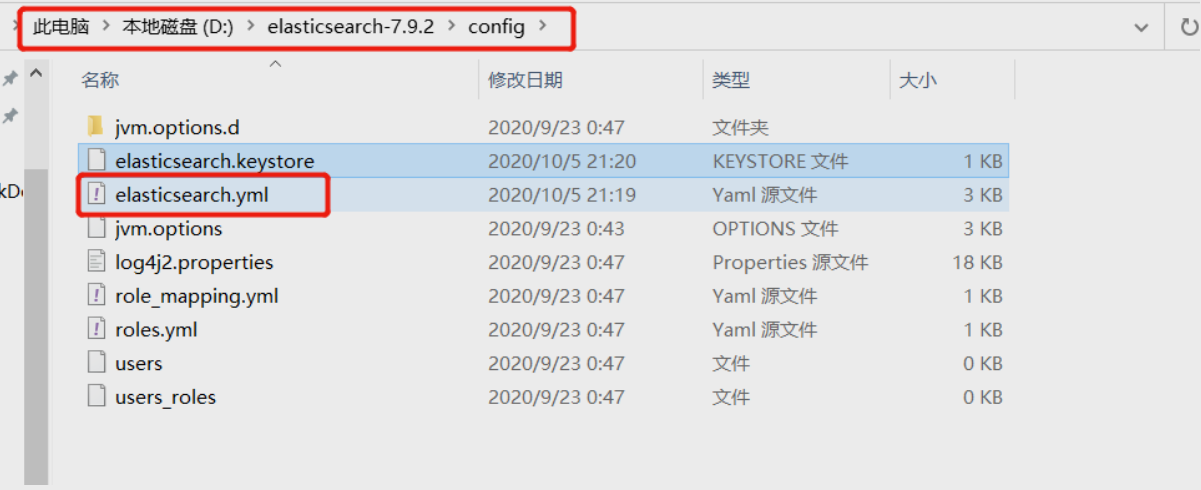 此电脑 > 本地磁盘 (D:) > elasticsearch-7.9.2 > config >
名称 修改日期 类型 大小
jvm.options.d 2020/9/23 0:47 文件夹
elasticsearch.keystore 2020/10/5 21:20 KEYSTORE 文件 1 KB
elasticsearch.yml 2020/10/5 21:19 Yaml 源文件 3 KB
jvm.options 2020/9/23 0:43 OPTIONS 文件 3 KB
log4j2.properties 2020/9/23 0:47 Properties 源文件 18 KB
role_mapping.yml 2020/9/23 0:47 Yaml 源文件 1 KB
roles.yml 2020/9/23 0:47 Yaml 源文件 1 KB
users 2020/9/23 0:47 文件 0 KB
users_roles 2020/9/23 0:47 文件 0 KB